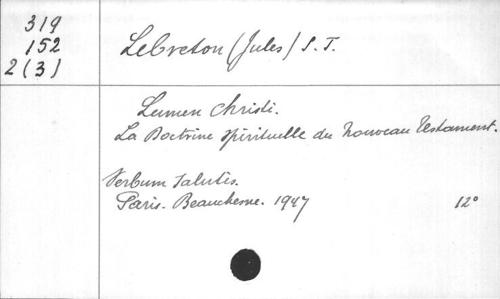 319
152
2(3)
Lebreton (Jules) S. J.
Lumen Christi.
La Doctrine spirituelle du Nouveau Testament.
Verbum Salutis.
Paris. Beauchesne. 1947 12°